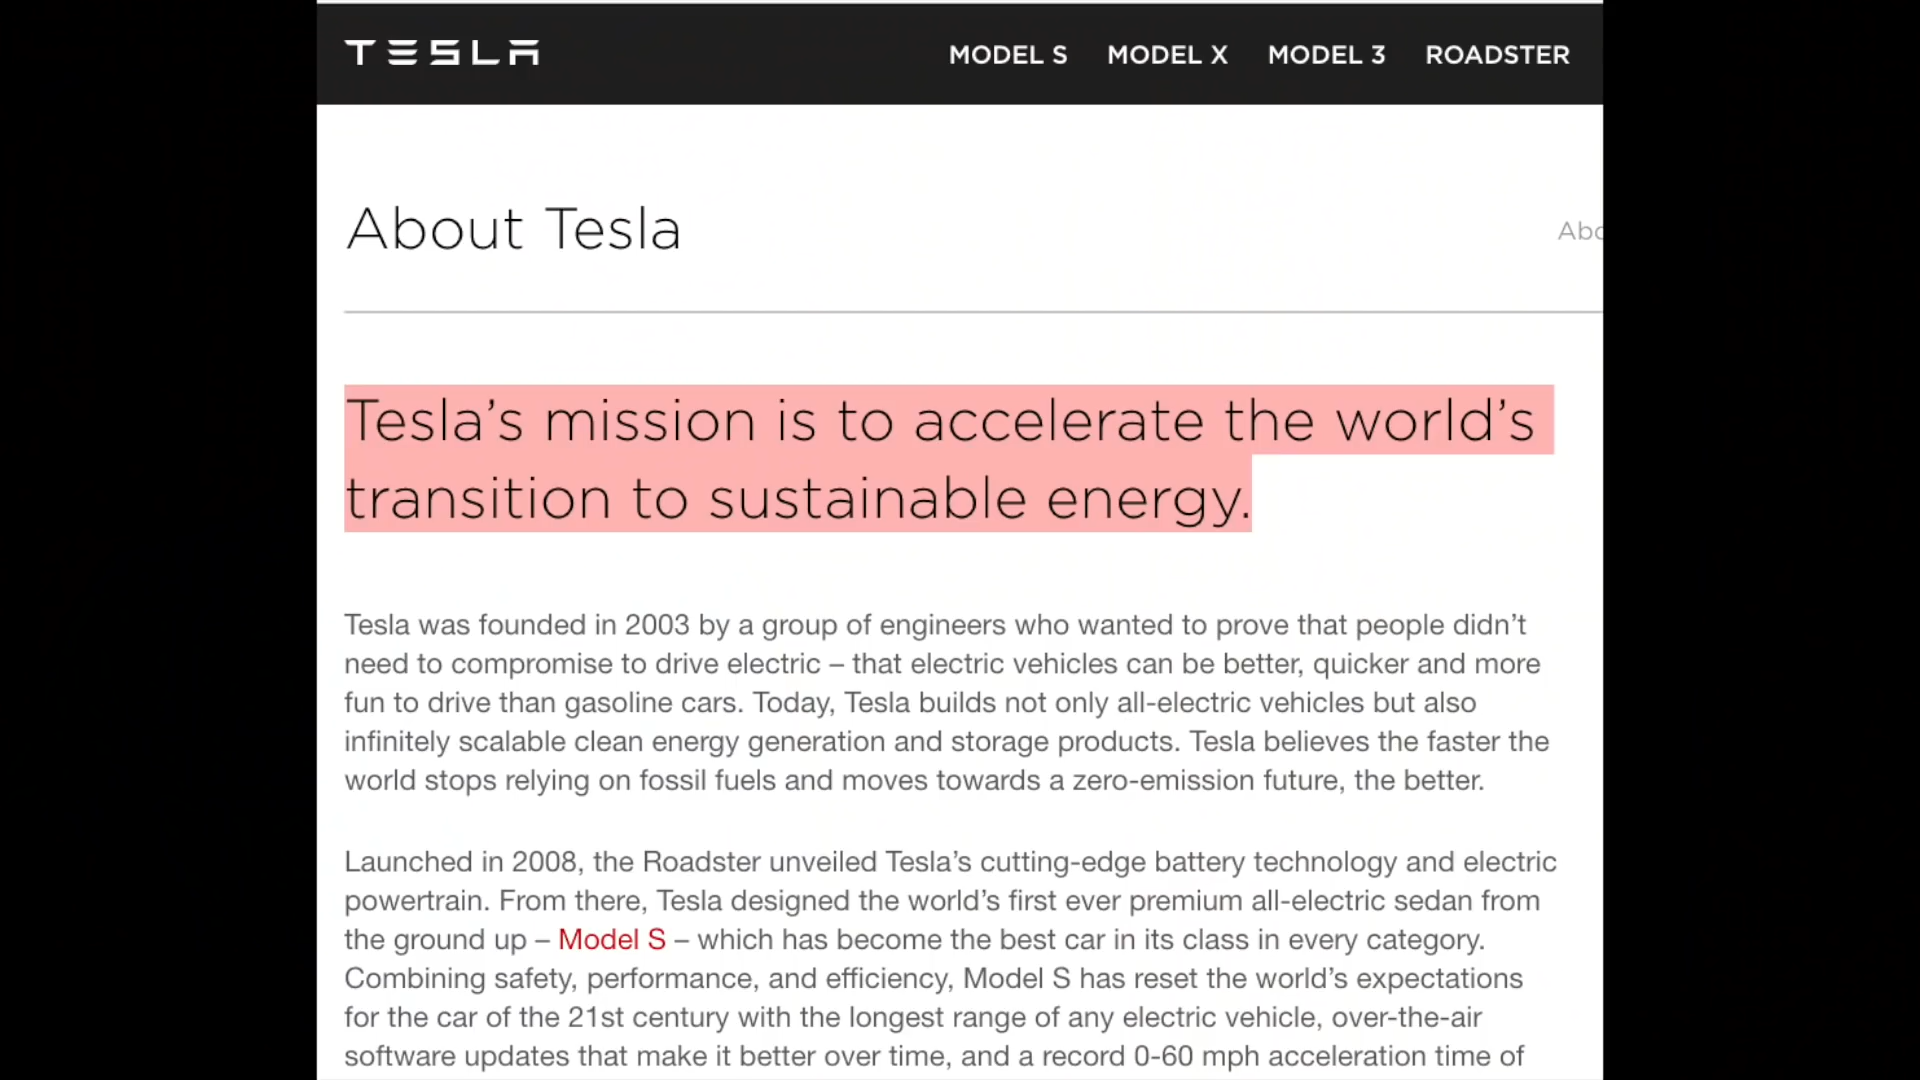 TESLA MODEL S MODEL X MODEL 3 ROADSTER
About Tesla
Tesla’s mission is to accelerate the world’s
transition to sustainable energy.
Tesla was founded in 2003 by a group of engineers who wanted to prove that people didn’t
need to compromise to drive electric – that electric vehicles can be better, quicker and more
fun to drive than gasoline cars. Today, Tesla builds not only all-electric vehicles but also
infinitely scalable clean energy generation and storage products. Tesla believes the faster the
world stops relying on fossil fuels and moves towards a zero-emission future, the better.
Launched in 2008, the Roadster unveiled Tesla’s cutting-edge battery technology and electric
powertrain. From there, Tesla designed the world’s first ever premium all-electric sedan from
the ground up – Model S – which has become the best car in its class in every category.
Combining safety, performance, and efficiency, Model S has reset the world’s expectations
for the car of the 21st century with the longest range of any electric vehicle, over-the-air
software updates that make it better over time, and a record 0-60 mph acceleration time of